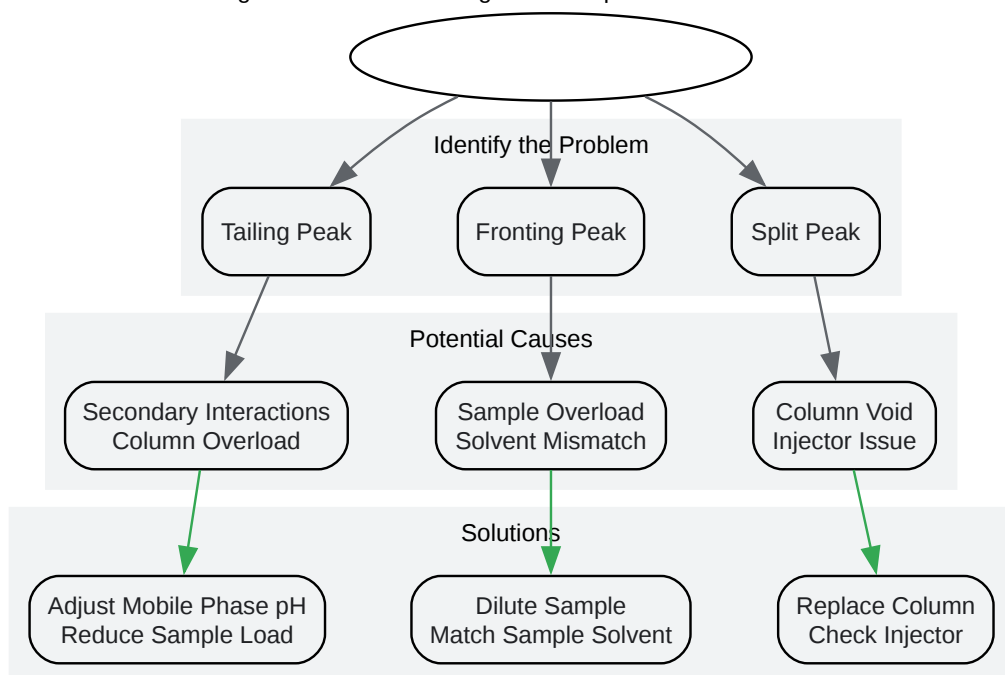 Identify the Problem
Tailing Peak
Fronting Peak
Split Peak
Potential Causes
Secondary Interactions
Column Overload
Sample Overload
Solvent Mismatch
Column Void
Injector Issue
Solutions
Adjust Mobile Phase pH
Reduce Sample Load
Dilute Sample
Match Sample Solvent
Replace Column
Check Injector